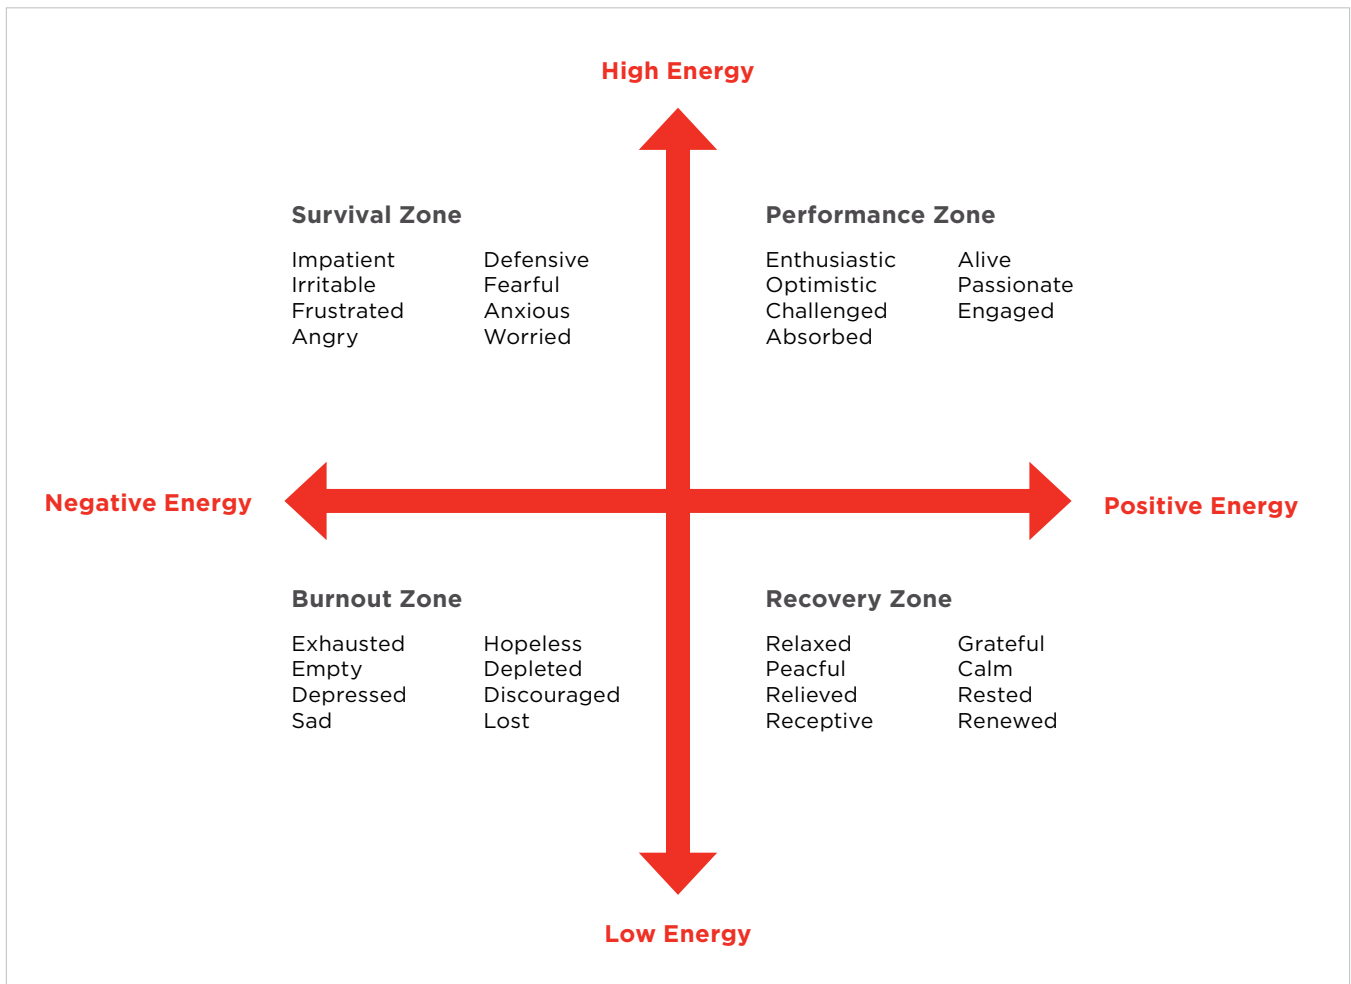 High Energy
Survival Zone
Impatient Defensive
Irritable Fearful
Frustrated Anxious
Angry Worried
Performance Zone
Enthusiastic Alive
Optimistic Passionate
Challenged Engaged
Absorbed
Negative Energy
Positive Energy
Burnout Zone
Exhausted Hopeless
Empty Depleted
Depressed Discouraged
Sad Lost
Recovery Zone
Relaxed Grateful
Peacful Calm
Relieved Rested
Receptive Renewed
Low Energy